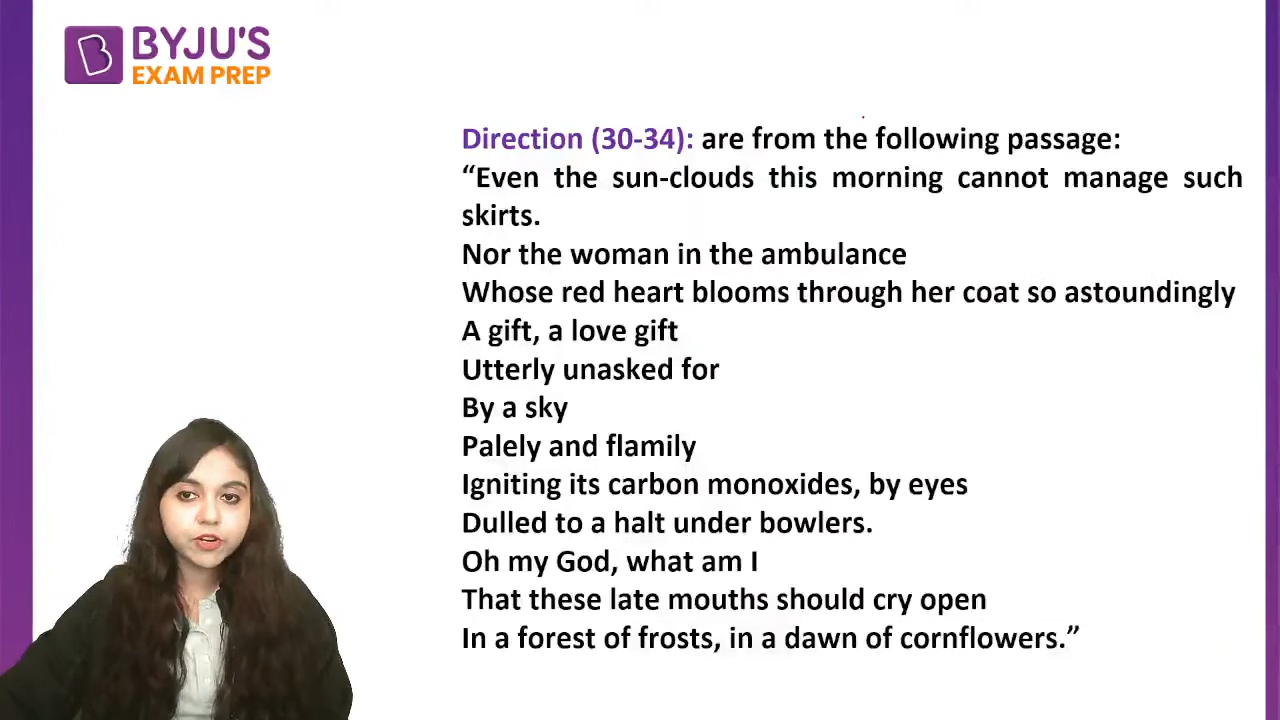 BYJU'S
EXAM PREP
Direction (30-34): are from the following passage:
“Even the sun-clouds this morning cannot manage such
skirts.
Nor the woman in the ambulance
Whose red heart blooms through her coat so astoundingly
A gift, a love gift
Utterly unasked for
By a sky
Palely and flamily
Igniting its carbon monoxides, by eyes
Dulled to a halt under bowlers.
Oh my God, what am I
That these late mouths should cry open
In a forest of frosts, in a dawn of cornflowers.”